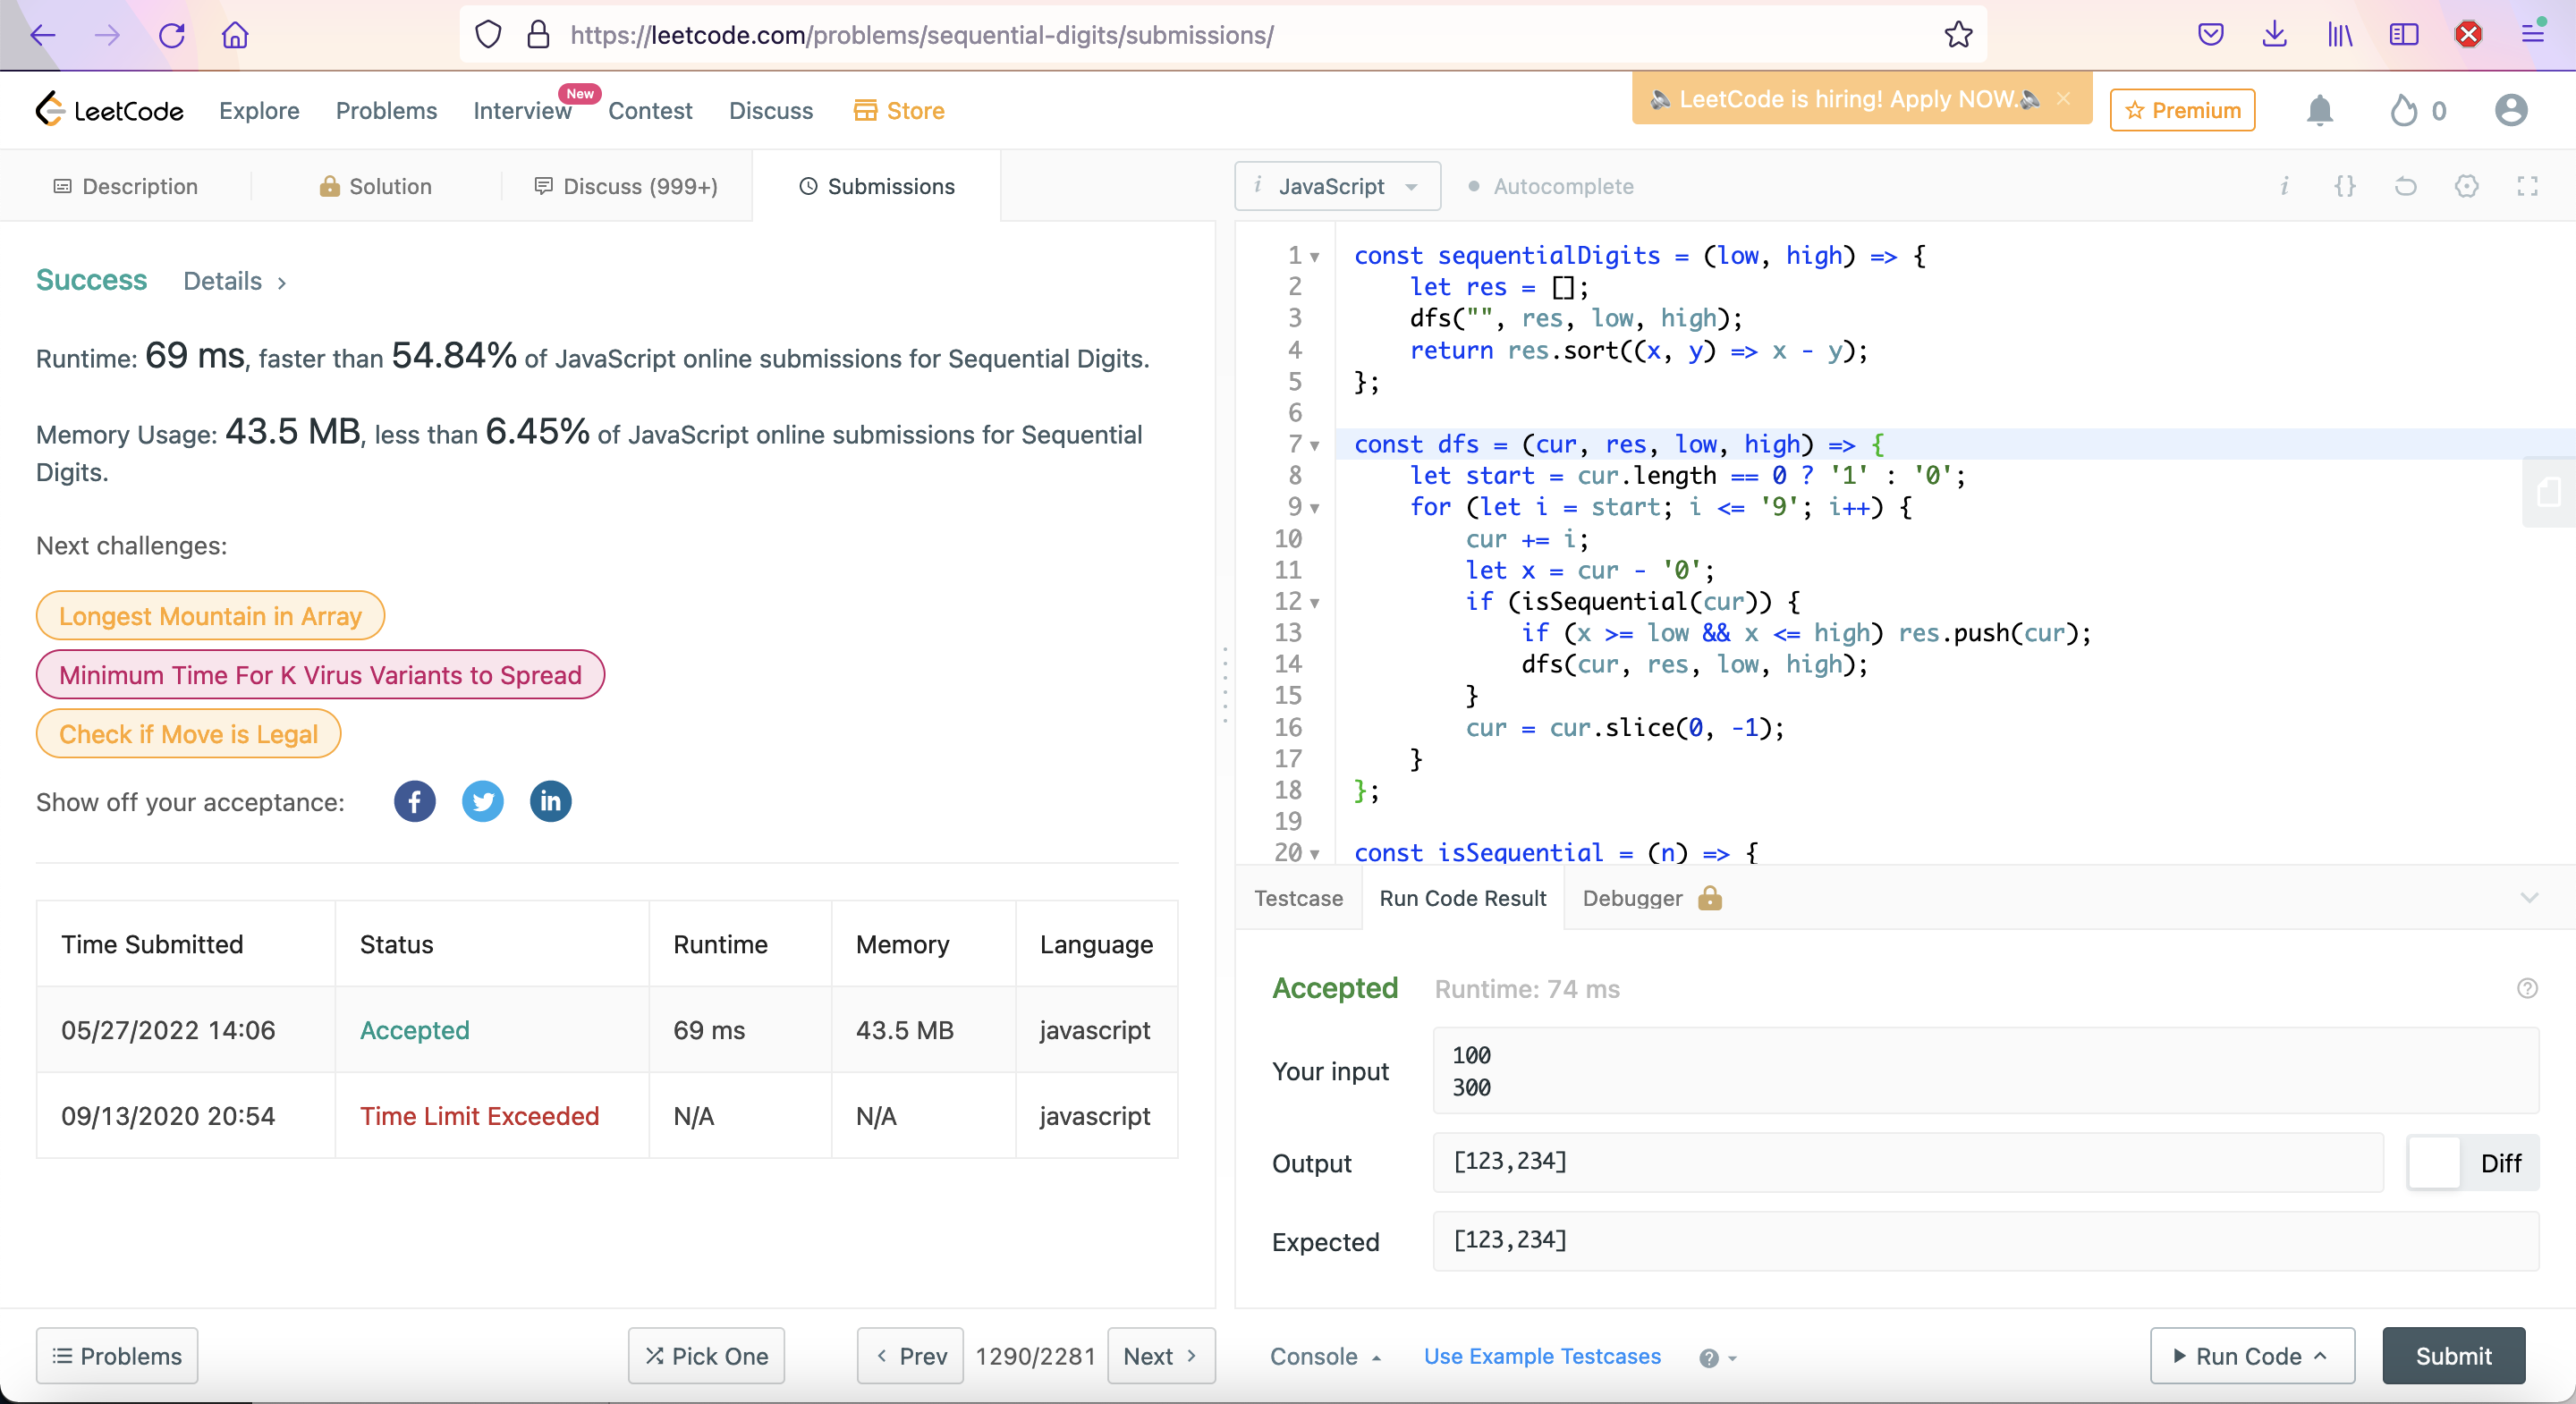 https://leetcode.com/problems/sequential-digits/submissions/
LeetCode
Explore
Problems
Interview
New
Contest
Discuss
Store
LeetCode is hiring! Apply NOW.
Premium
0
Description
Solution
Discuss (999+)
Submissions
Success
Details >
Runtime: 69 ms, faster than 54.84% of JavaScript online submissions for Sequential Digits.
Memory Usage: 43.5 MB, less than 6.45% of JavaScript online submissions for Sequential
Digits.
Next challenges:
Longest Mountain in Array
Minimum Time For K Virus Variants to Spread
Check if Move is Legal
Show off your acceptance:
Time Submitted Status Runtime Memory Language
05/27/2022 14:06 Accepted 69 ms 43.5 MB javascript
09/13/2020 20:54 Time Limit Exceeded N/A N/A javascript
Problems
Pick One
< Prev
1290/2281
Next >
i JavaScript
Autocomplete
i {}
1 const sequentialDigits = (low, high) => {
2     let res = [];
3     dfs("", res, low, high);
4     return res.sort((x, y) => x - y);
5 };
6
7 const dfs = (cur, res, low, high) => {
8     let start = cur.length == 0 ? '1' : '0';
9     for (let i = start; i <= '9'; i++) {
10         cur += i;
11         let x = cur - '0';
12         if (isSequential(cur)) {
13             if (x >= low && x <= high) res.push(cur);
14             dfs(cur, res, low, high);
15         }
16         cur = cur.slice(0, -1);
17     }
18 };
19
20 const isSequential = (n) => {
Testcase
Run Code Result
Debugger
Accepted
Runtime: 74 ms
Your input
100
300
Output
[123,234]
Diff
Expected
[123,234]
Console
Use Example Testcases
Run Code
Submit